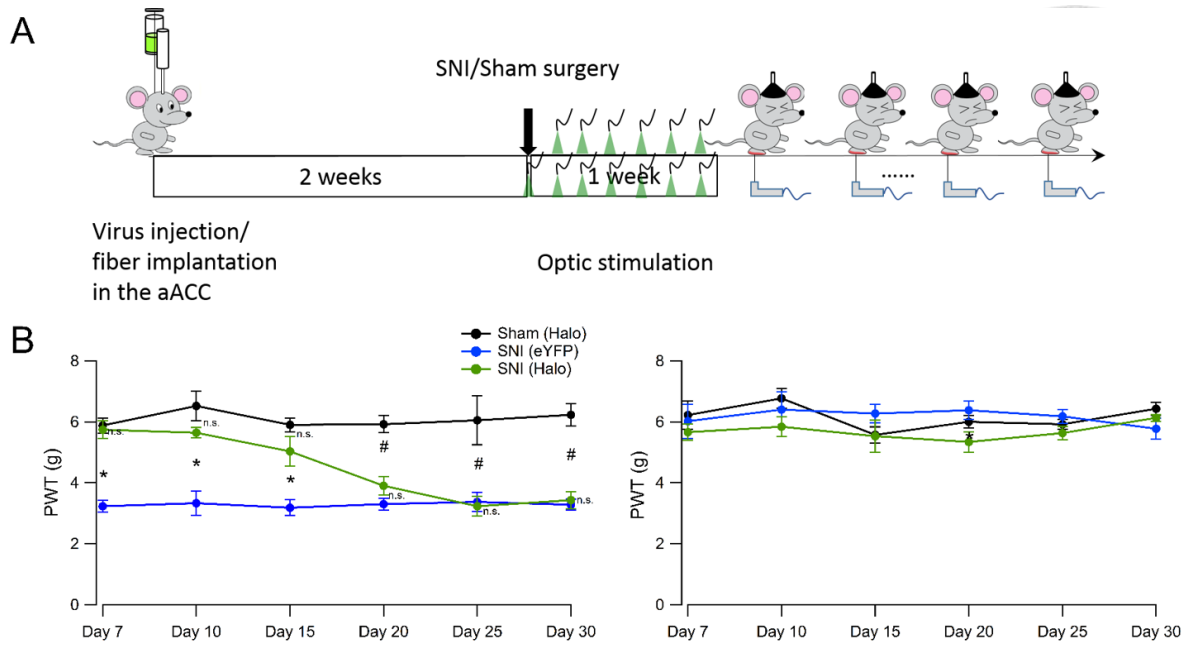 A
SNI/Sham surgery
2 weeks
1 week
......
Virus injection/
fiber implantation
in the aACC
Optic stimulation
B
Sham (Halo)
SNI (eYFP)
SNI (Halo)
PWT (g)
8
6
4
2
0
n.s.
n.s.
n.s.
*
*
*
#
#
#
n.s.
n.s.
n.s.
Day 7
Day 10
Day 15
Day 20
Day 25
Day 30
PWT (g)
8
6
4
2
0
*
Day 7
Day 10
Day 15
Day 20
Day 25
Day 30